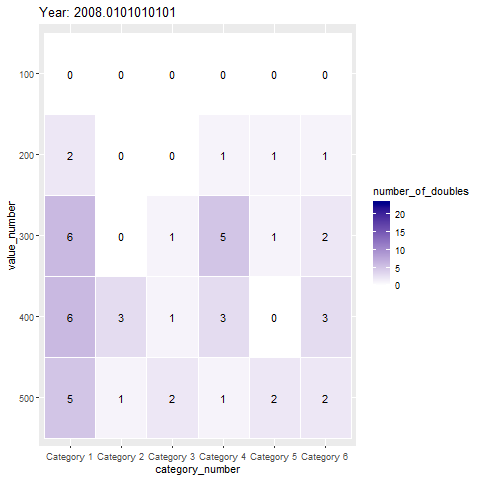 Year: 2008.0101010101
100 0 0 0 0 0 0
200 2 0 0 1 1 1
300 6 0 1 5 1 2
400 6 3 1 3 0 3
500 5 1 2 1 2 2
value_number
Category 1 Category 2 Category 3 Category 4 Category 5 Category 6
category_number
number_of_doubles
20
15
10
5
0